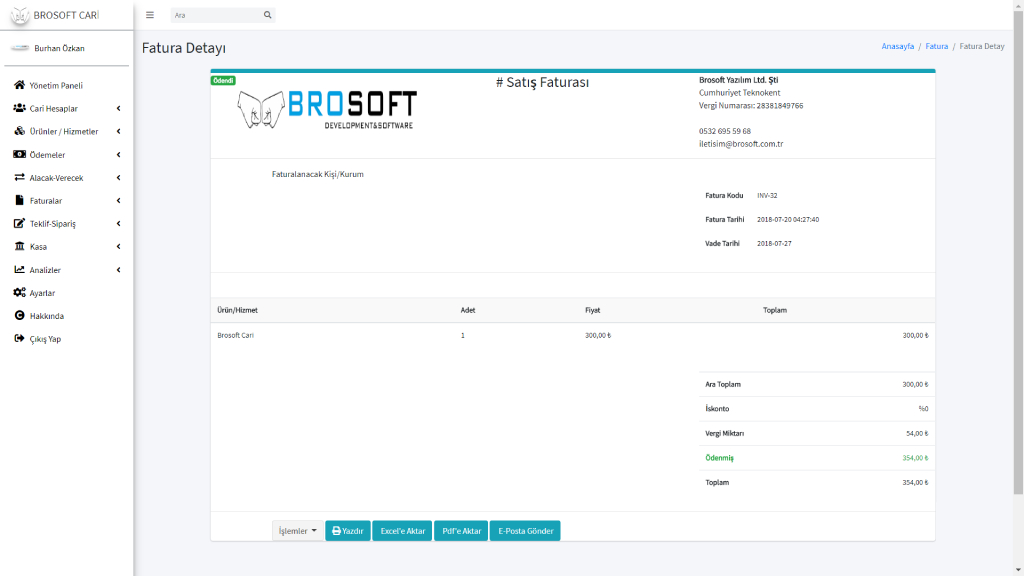 BROSOFT CARİ
Ara
Burhan Özkan
Yönetim Paneli
Cari Hesaplar
Ürünler / Hizmetler
Ödemeler
Alacak-Verecek
Faturalar
Teklif-Sipariş
Kasa
Analizler
Ayarlar
Hakkında
Çıkış Yap
Fatura Detayı
Anasayfa / Fatura / Fatura Detay
Ödendi
BROSOFT
DEVELOPMENT&SOFTWARE
# Satış Faturası
Brosoft Yazılım Ltd. Şti
Cumhuriyet Teknokent
Vergi Numarası: 28381849766
0532 695 59 68
iletisim@brosoft.com.tr
Faturalanacak Kişi/Kurum
Fatura Kodu INV-32
Fatura Tarihi 2018-07-20 04:27:40
Vade Tarihi 2018-07-27
Ürün/Hizmet Adet Fiyat Toplam
Brosoft Cari 1 300,00 ₺ 300,00 ₺
Ara Toplam 300,00 ₺
İskonto %0
Vergi Miktarı 54,00 ₺
Ödenmiş 354,00 ₺
Toplam 354,00 ₺
İşlemler Yazdır Excel'e Aktar Pdf'e Aktar E-Posta Gönder